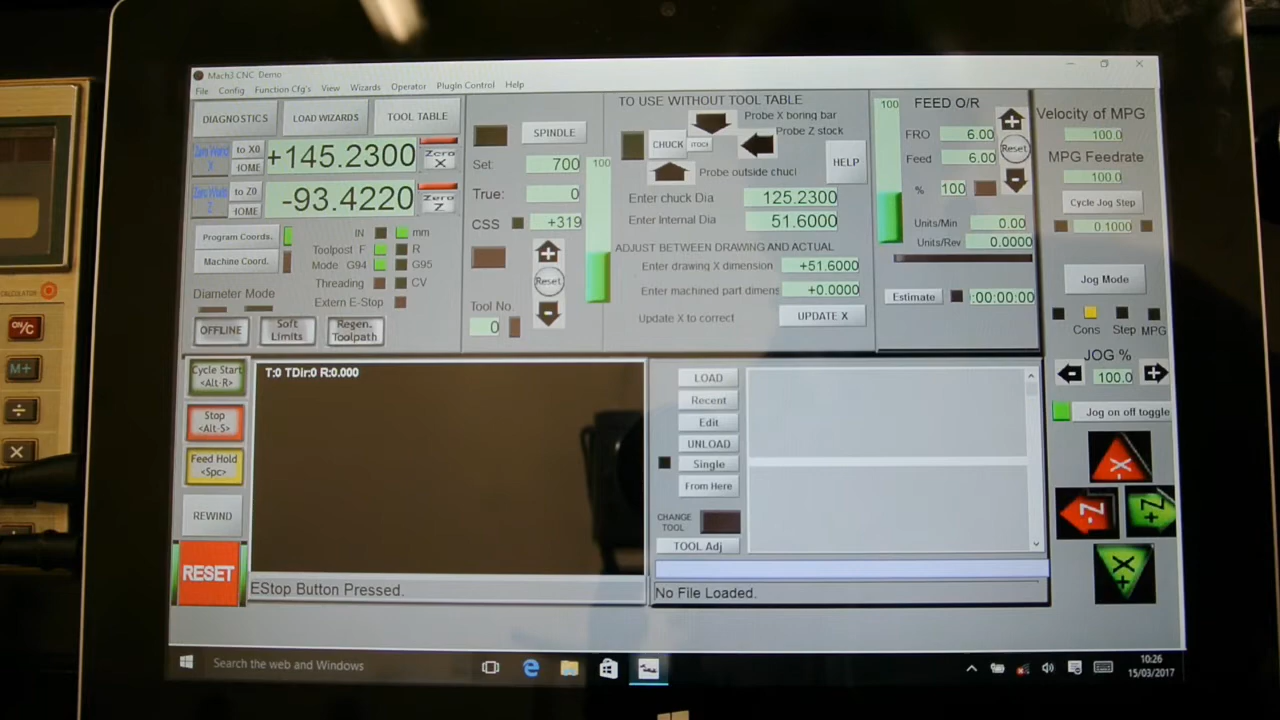 Mach3 CNC Demo
File Config Function Cfg's View Wizards Operator PlugIn Control Help
DIAGNOSTICS LOAD WIZARDS TOOL TABLE
to X0 HOME +145.2300 Zero X
to Z0 HOME -93.4220 Zero Z
Program Coords.
Machine Coord.
Diameter Mode
IN mm
Toolpost F R
Mode G94 G95
Threading CV
Extern E-Stop
OFFLINE Soft Limits Regen. Toolpath
SPINDLE
Set: 700 100
True: 0
CSS +319
Reset
Tool No.
0
TO USE WITHOUT TOOL TABLE
Probe X boring bar
Probe Z stock
CHUCK STOCK
HELP
Probe outside chucl
Enter chuck Dia 125.2300
Enter Internal Dia 51.6000
ADJUST BETWEEN DRAWING AND ACTUAL
Enter drawing X dimension +51.6000
Enter machined part dimens +0.0000
Update X to correct UPDATE X
100 FEED O/R
FRO 6.00
Feed 6.00
Reset
% 100
Units/Min 0.00
Units/Rev 0.0000
Estimate :00:00:00
Velocity of MPG
100.0
MPG Feedrate
100.0
Cycle Jog Step
0.1000
Jog Mode
Cons Step MPG
JOG %
100.0
Jog on off toggle
X
-Z
+Z
+X
Cycle Start
<Alt-R>
Stop
<Alt-S>
Feed Hold
<Spc>
REWIND
RESET
T:0 TDir:0 R:0.000
EStop Button Pressed.
LOAD
Recent
Edit
UNLOAD
Single
From Here
CHANGE
TOOL
TOOL Adj
No File Loaded.
Search the web and Windows
10:26
15/03/2017
CALCULATOR
ON/C
M+
÷
×